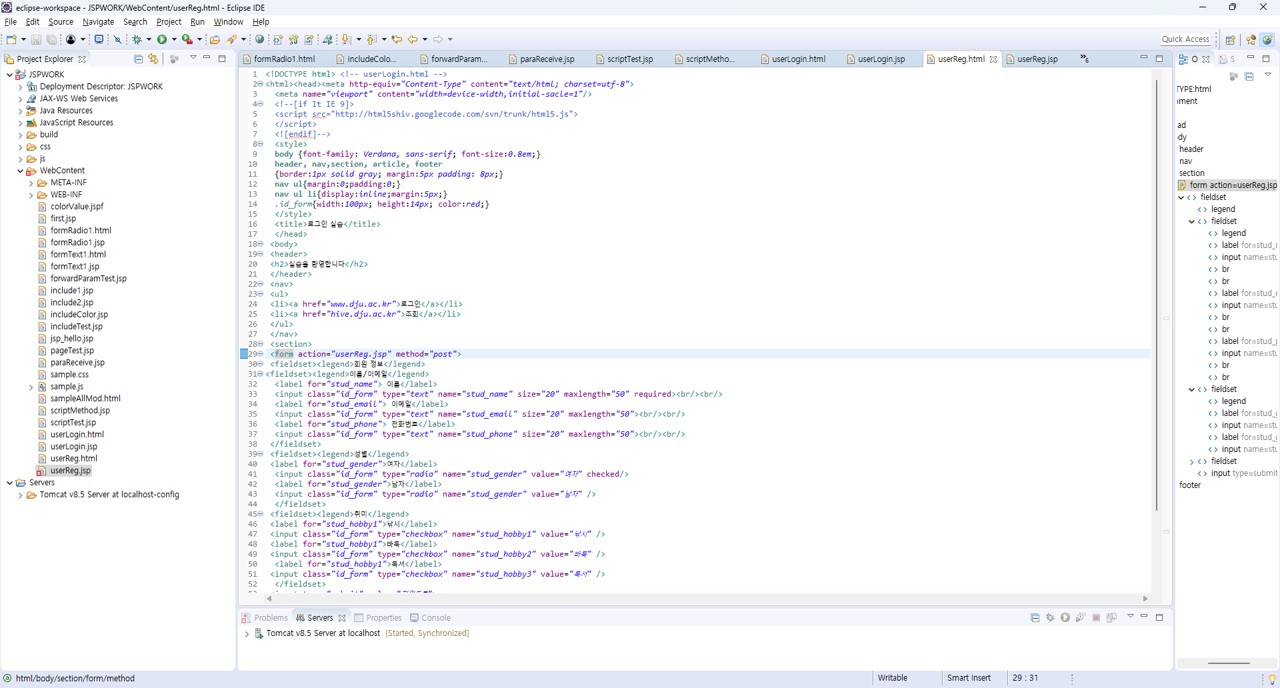 eclipse-workspace - JSPWORK/WebContent/userReg.html - Eclipse IDE
File Edit Source Navigate Search Project Run Window Help
Quick Access
Project Explorer
JSPWORK
Deployment Descriptor: JSPWORK
JAX-WS Web Services
Java Resources
JavaScript Resources
build
css
js
WebContent
META-INF
WEB-INF
colorValue.jspf
first.jsp
formRadio1.html
formRadio1.jsp
formText1.html
formText1.jsp
forwardParamTest.jsp
include1.jsp
include2.jsp
includeColor.jsp
includeTest.jsp
jsp_hello.jsp
pageTest.jsp
paraReceive.jsp
sample.css
sample.js
sampleAllMod.html
scriptMethod.jsp
scriptTest.jsp
userLogin.html
userLogin.jsp
userReg.html
userReg.jsp
Servers
Tomcat v8.5 Server at localhost-config
formRadio1.html includeColo... forwardParam... paraReceive.jsp scriptTest.jsp scriptMetho... userLogin.html userLogin.jsp userReg.html userReg.jsp »6
1 <!DOCTYPE html> <!-- userLogin.html -->
2 <html><head><meta http-equiv="Content-Type" content="text/html; charset=utf-8">
3 <meta name="viewport" content="width=device-width,initial-sacle=1"/>
4 <!--[if It IE 9]>
5 <script src="http://html5shiv.googlecode.com/svn/trunk/html5.js">
6 </script>
7 <![endif]-->
8 <style>
9 body {font-family: Verdana, sans-serif; font-size:0.8em;}
10 header, nav,section, article, footer
11 {border:1px solid gray; margin:5px padding: 8px;}
12 nav ul{margin:0;padding:0;}
13 nav ul li{display:inline;margin:5px;}
14 .id_form{width:100px; height:14px; color:red;}
15 </style>
16 <title>로그인 실습</title>
17 </head>
18 <body>
19 <header>
20 <h2>실습을 환영합니다</h2>
21 </header>
22 <nav>
23 <ul>
24 <li><a href="www.dju.ac.kr">로그인</a></li>
25 <li><a href="hive.dju.ac.kr">조회</a></li>
26 </ul>
27 </nav>
28 <section>
29 <form action="userReg.jsp" method="post">
30 <fieldset><legend>회원 정보</legend>
31 <fieldset><legend>이름/이메일</legend>
32 <label for="stud_name"> 이름</label>
33 <input class="id_form" type="text" name="stud_name" size="20" maxlength="50" required><br/><br/>
34 <label for="stud_email"> 이메일</label>
35 <input class="id_form" type="text" name="stud_email" size="20" maxlength="50"><br/><br/>
36 <label for="stud_phone"> 전화번호</label>
37 <input class="id_form" type="text" name="stud_phone" size="20" maxlength="50"><br/><br/>
38 </fieldset>
39 <fieldset><legend>성별</legend>
40 <label for="stud_gender">여자</label>
41 <input class="id_form" type="radio" name="stud_gender" value="여자" checked/>
42 <label for="stud_gender">남자</label>
43 <input class="id_form" type="radio" name="stud_gender" value="남자" />
44 </fieldset>
45 <fieldset><legend>취미</legend>
46 <label for="stud_hobby1">낚시</label>
47 <input class="id_form" type="checkbox" name="stud_hobby1" value="낚시" />
48 <label for="stud_hobby1">바둑</label>
49 <input class="id_form" type="checkbox" name="stud_hobby2" value="바둑" />
50 <label for="stud_hobby1">독서</label>
51 <input class="id_form" type="checkbox" name="stud_hobby3" value="독서" />
52 </fieldset>
TYPE:html
ment
ad
dy
header
nav
section
form action=userReg.jsp
fieldset
legend
fieldset
legend
label for=stud_
input name=stu
br
br
label for=stud_
input name=stu
br
br
label for=stud_
input name=stu
br
br
fieldset
legend
label for=stud_
input name=stu
label for=stud_
input name=stu
fieldset
input type=submit
footer
Problems Servers Properties Console
Tomcat v8.5 Server at localhost [Started, Synchronized]
html/body/section/form/method Writable Smart Insert 29 : 31